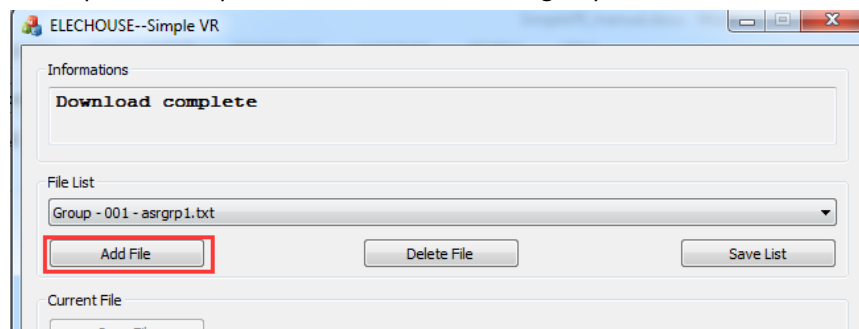 ELECHOUSE--Simple VR
Informations
Download complete
File List
Group - 001 - asrgrp1.txt
Add File Delete File Save List
Current File